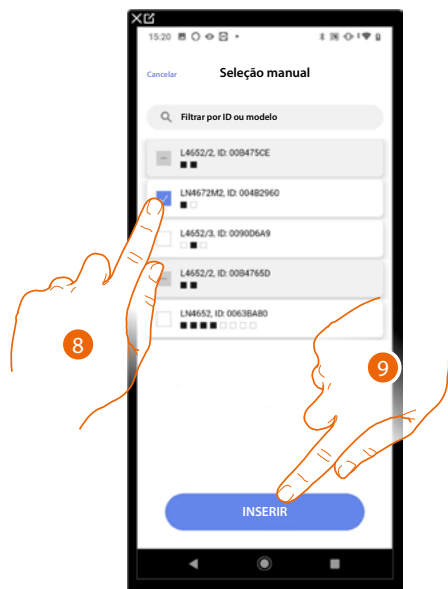 15:20
Cancelar
Seleção manual
Filtrar por ID ou modelo
L4652/2, ID: 00B475CE
LN4672M2, ID: 004B2960
L4652/3, ID: 0090D6A9
L4652/2, ID: 00B4765D
LN4652, ID: 0063BA80
8
9
INSERIR